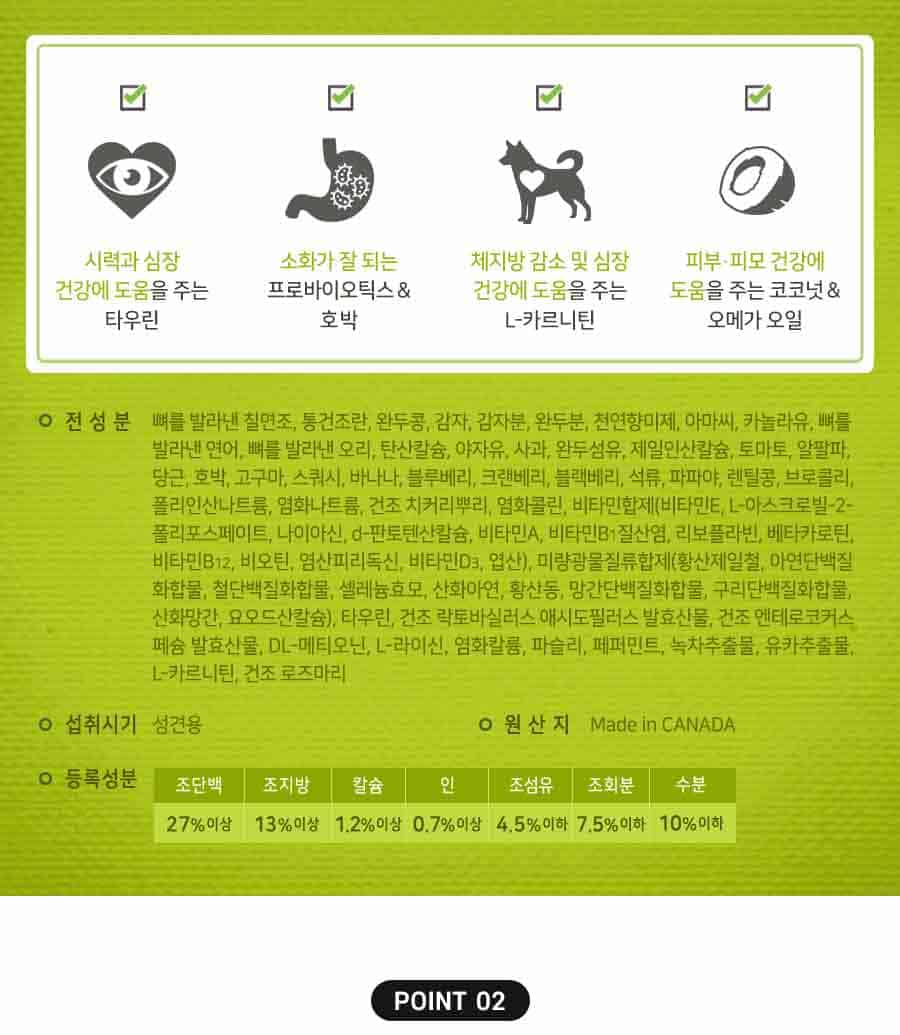 시력과 심장
건강에 도움을 주는
타우린
소화가 잘 되는
프로바이오틱스 &
호박
체지방 감소 및 심장
건강에 도움을 주는
L-카르니틴
피부·피모 건강에
도움을 주는 코코넛 &
오메가 오일
전 성 분 뼈를 발라낸 칠면조, 통건조란, 완두콩, 감자, 감자분, 완두분, 천연향미제, 아마씨, 카놀라유, 뼈를
발라낸 연어, 뼈를 발라낸 오리, 탄산칼슘, 야자유, 사과, 완두섬유, 제일인산칼슘, 토마토, 알팔파,
당근, 호박, 고구마, 스쿼시, 바나나, 블루베리, 크랜베리, 블랙베리, 석류, 파파야, 렌틸콩, 브로콜리,
폴리인산나트륨, 염화나트륨, 건조 치커리뿌리, 염화콜린, 비타민합제(비타민E, L-아스크로빌-2-
폴리포스페이트, 나이아신, d-판토텐산칼슘, 비타민A, 비타민B1질산염, 리보플라빈, 베타카로틴,
비타민B12, 비오틴, 염산피리독신, 비타민D3, 엽산), 미량광물질류합제(황산제일철, 아연단백질
화합물, 철단백질화합물, 셀레늄효모, 산화아연, 황산동, 망간단백질화합물, 구리단백질화합물,
산화망간, 요오드산칼슘), 타우린, 건조 락토바실러스 애시도필러스 발효산물, 건조 엔테로코커스
페슘 발효산물, DL-메티오닌, L-라이신, 염화칼륨, 파슬리, 페퍼민트, 녹차추출물, 유카추출물,
L-카르니틴, 건조 로즈마리
섭취시기 성견용 원 산 지 Made in CANADA
등록성분 조단백 조지방 칼슘 인 조섬유 조회분 수분
27%이상 13%이상 1.2%이상 0.7%이상 4.5%이하 7.5%이하 10%이하
POINT 02